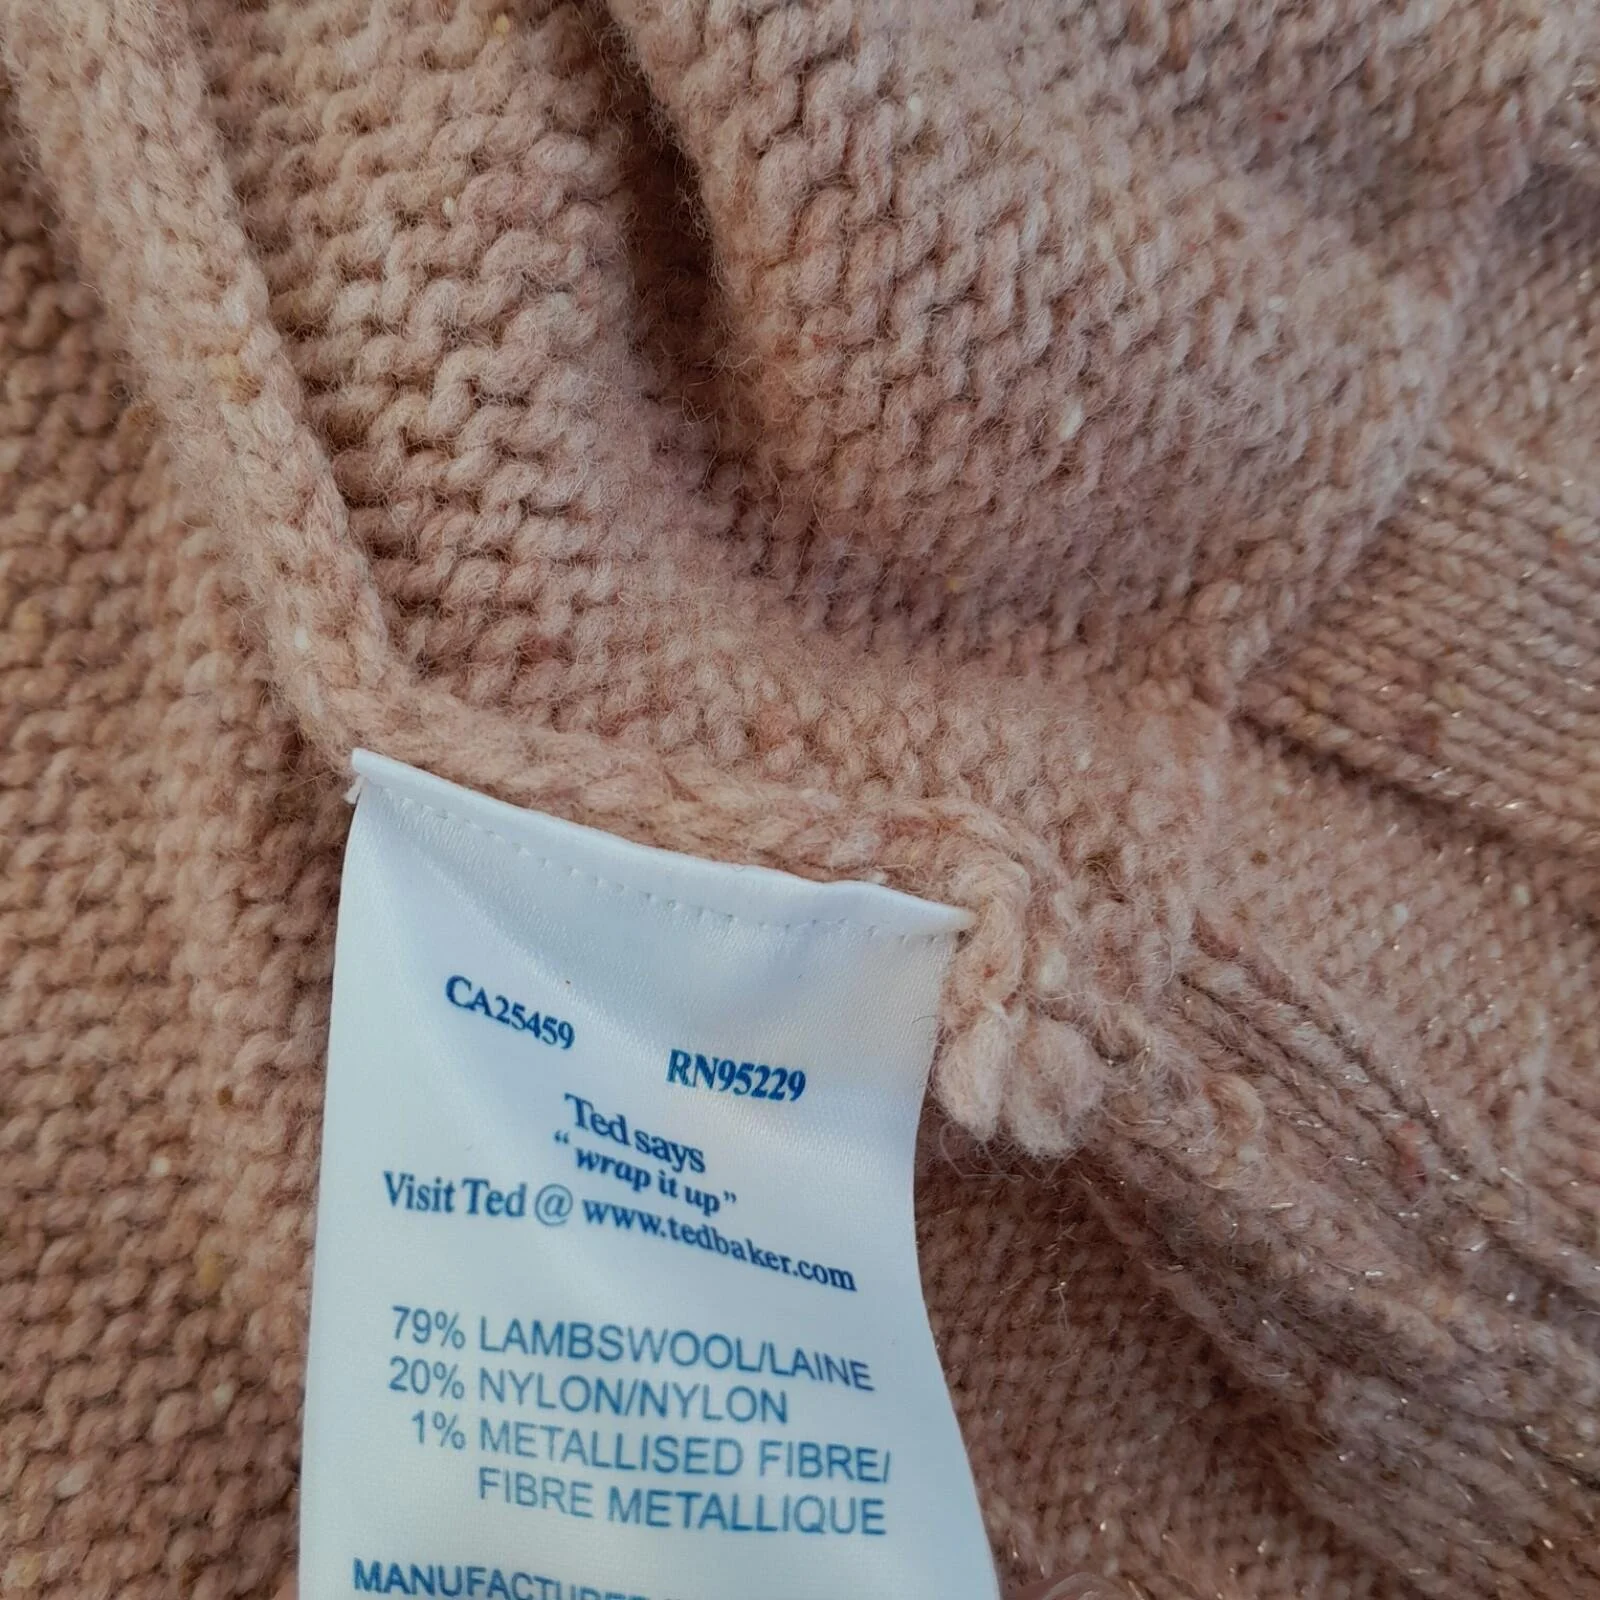 CA25459
RN95229
Ted says
“wrap it up”
Visit Ted @ www.tedbaker.com
79% LAMBSWOOL/LAINE
20% NYLON/NYLON
1% METALLISED FIBRE/
FIBRE METALLIQUE